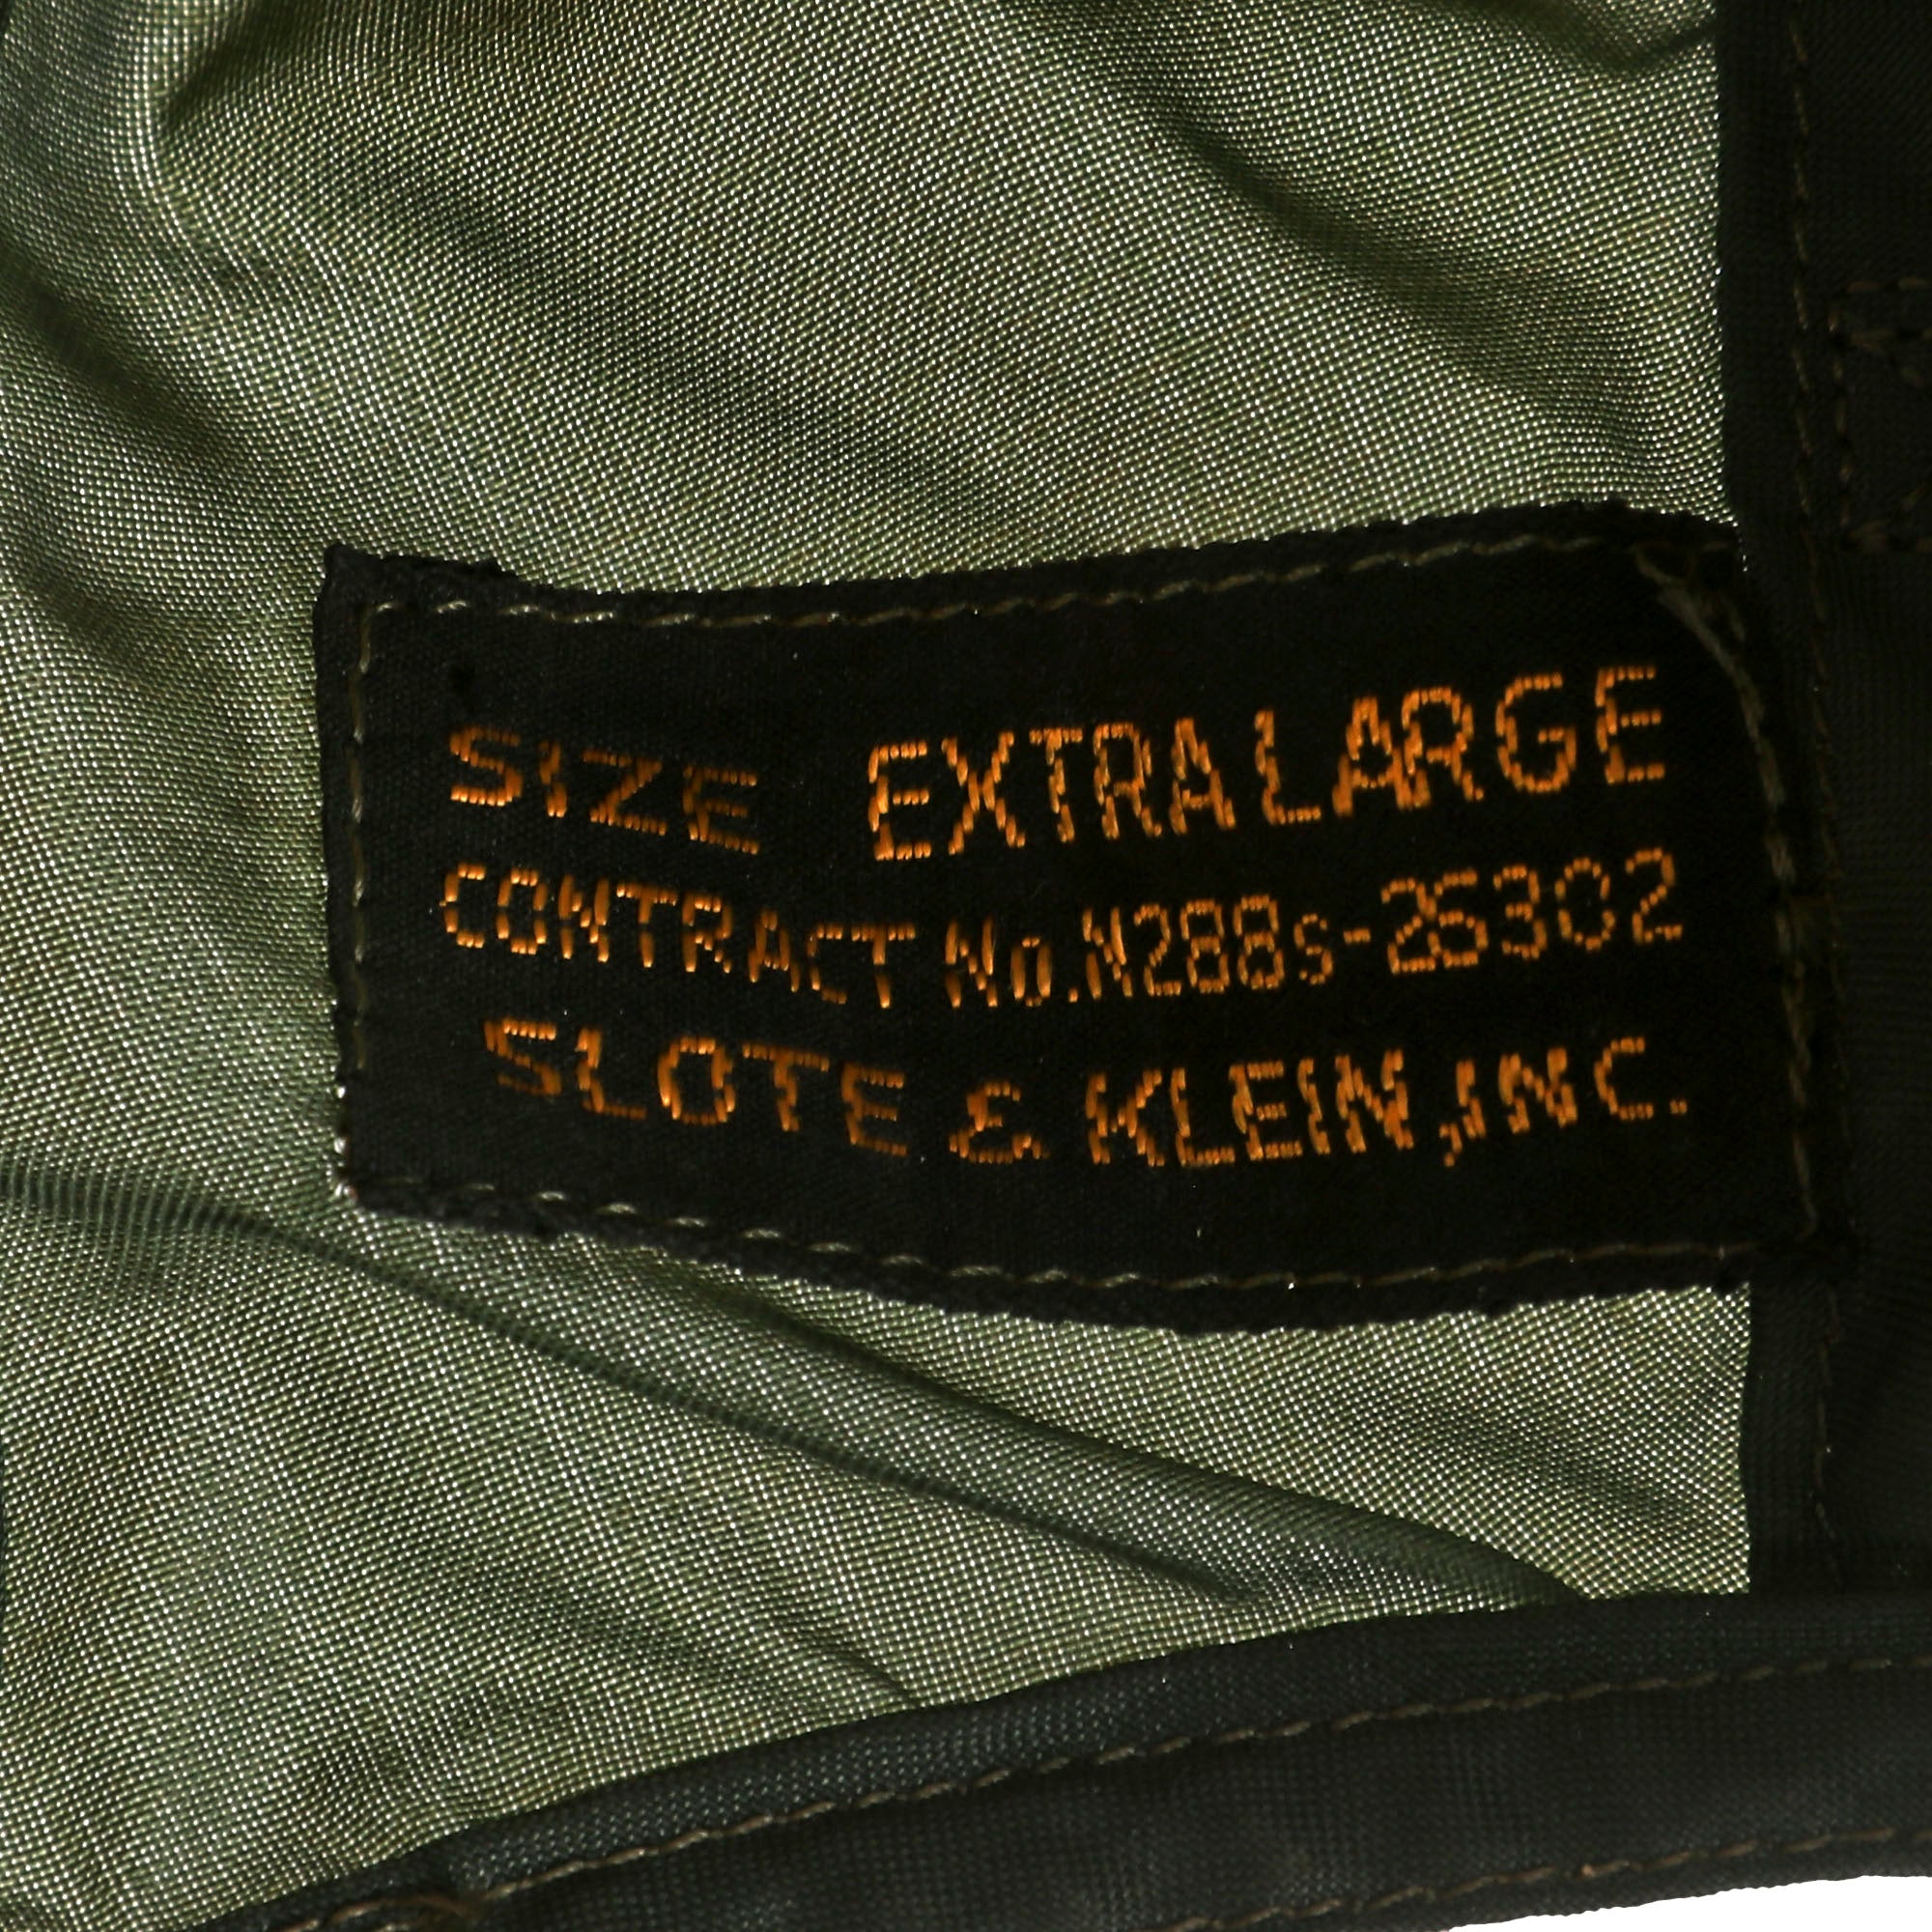 SIZE EXTRA LARGE
CONTRACT No. N288s-26302
SLOTE & KLEIN, INC.